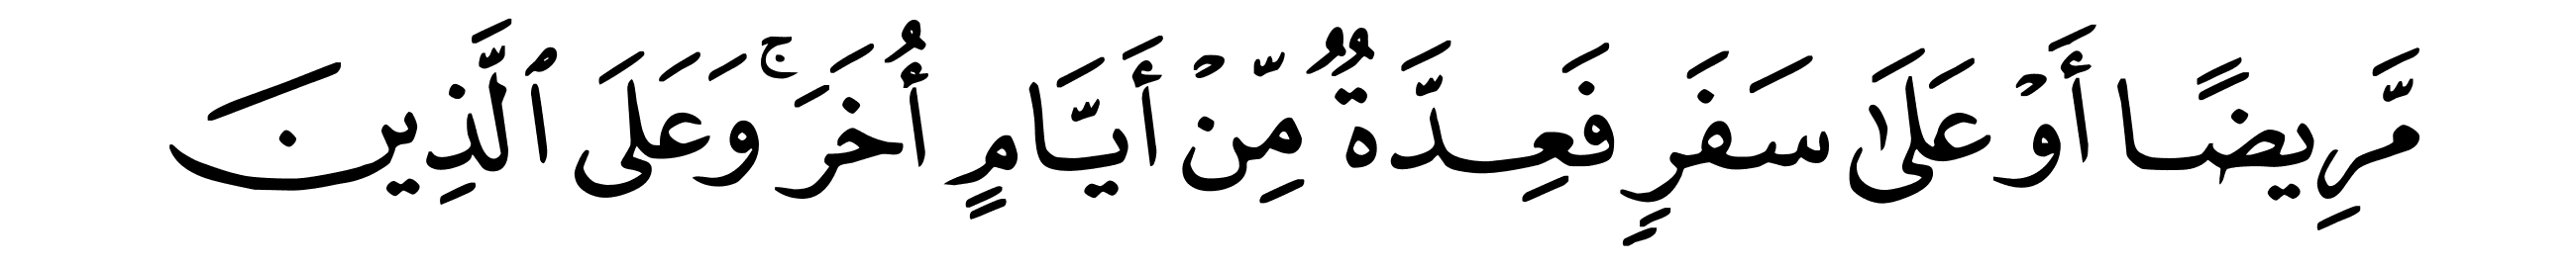 مَّرِيضًا أَوۡ عَلَىٰ سَفَرٖ فَعِدَّةٞ مِّنۡ أَيَّامٍ أُخَرَۚ وَعَلَى ٱلَّذِينَ